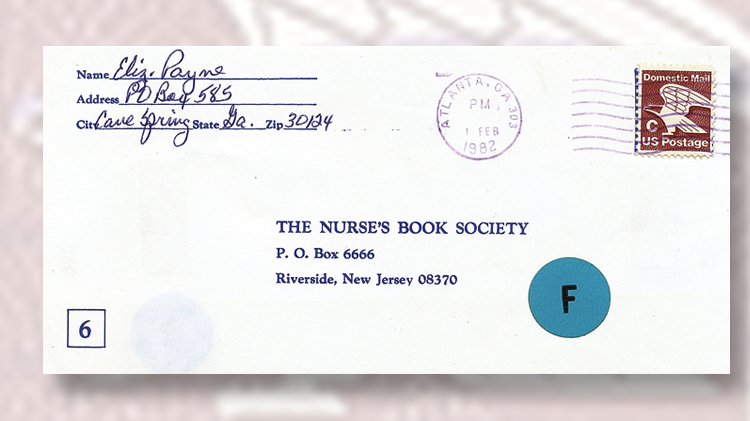 Name Eliz. Payne
Address PO Box 585
City Cave Spring State Ga. Zip 30124
ATLANTA, GA 303
PM
1 FEB
1982
Domestic Mail
C
US Postage
THE NURSE'S BOOK SOCIETY
P. O. Box 6666
Riverside, New Jersey 08370
F
6